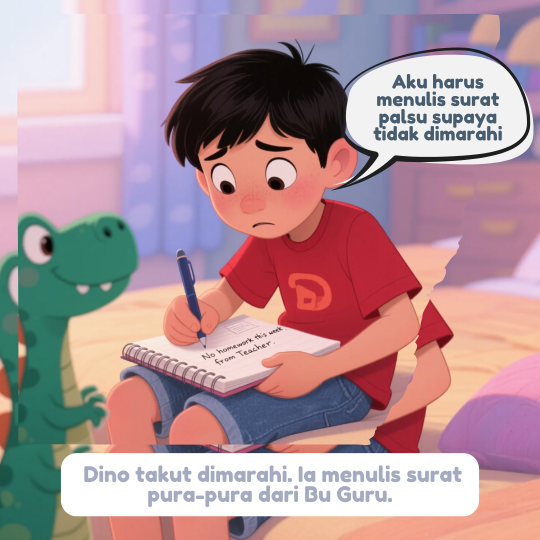 Aku harus
menulis surat
palsu supaya
tidak dimarahi
No homework this week
from Teacher.
Dino takut dimarahi. Ia menulis surat
pura-pura dari Bu Guru.